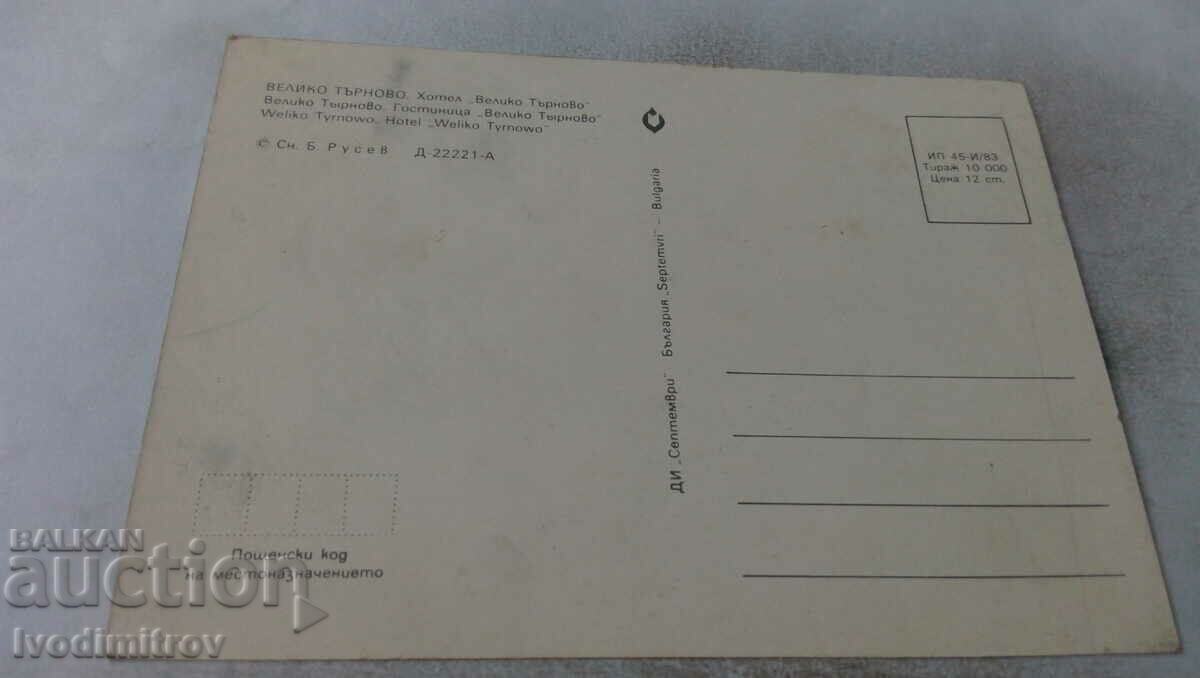 ВЕЛИКО ТЪРНОВО. Хотел „Велико Търново"
Велико Тырново. Гостиница „Велико Тырново"
Weliko Tyrnowo. Hotel „Weliko Tyrnowo"
© Сн. Б. Русев Д-22221-А
ИП 45-И/83
Тираж 10 000
Цена 12 ст.
ДИ „Септември" България „Septemvri" – Bulgaria
Пощенски код
на местоназначението
BALKAN
auction
Ivodimitrov